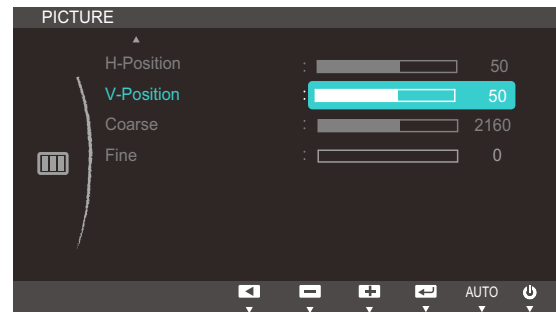 PICTURE
H-Position : 50
V-Position : 50
Coarse : 2160
Fine : 0
AUTO